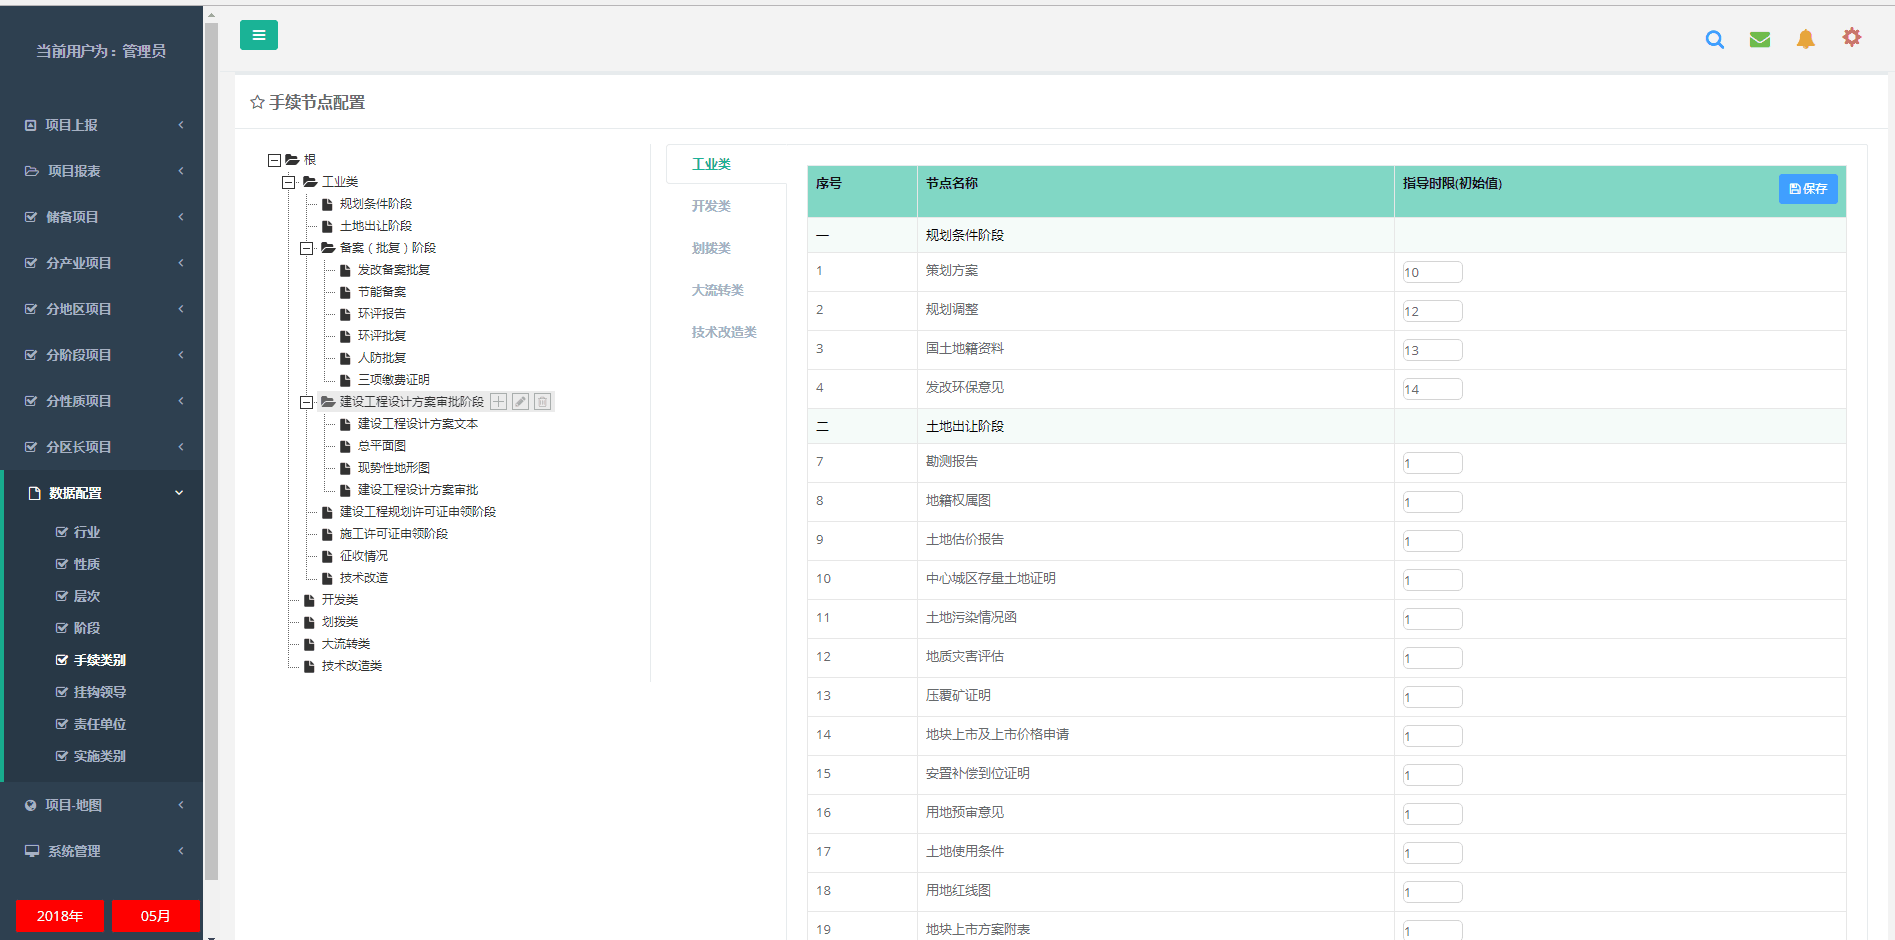 当前用户为：管理员
项目上报
项目报表
储备项目
分产业项目
分地区项目
分阶段项目
分性质项目
分区长项目
数据配置
行业
性质
层次
阶段
手续类别
挂钩领导
责任单位
实施类别
项目-地图
系统管理
2018年
05月
手续节点配置
根
工业类
规划条件阶段
土地出让阶段
备案（批复）阶段
发改备案批复
节能备案
环评报告
环评批复
人防批复
三项缴费证明
建设工程设计方案审批阶段
建设工程设计方案文本
总平面图
现势性地形图
建设工程设计方案审批
建设工程规划许可证申领阶段
施工许可证申领阶段
征收情况
技术改造
开发类
划拨类
大流转类
技术改造类
工业类
开发类
划拨类
大流转类
技术改造类
序号 节点名称 指导时限(初始值) 保存
一 规划条件阶段
1 策划方案 10
2 规划调整 12
3 国土地籍资料 13
4 发改环保意见 14
二 土地出让阶段
7 勘测报告 1
8 地籍权属图 1
9 土地估价报告 1
10 中心城区存量土地证明 1
11 土地污染情况函 1
12 地质灾害评估 1
13 压覆矿证明 1
14 地块上市及上市价格申请 1
15 安置补偿到位证明 1
16 用地预审意见 1
17 土地使用条件 1
18 用地红线图 1
19 地块上市方案附表 1